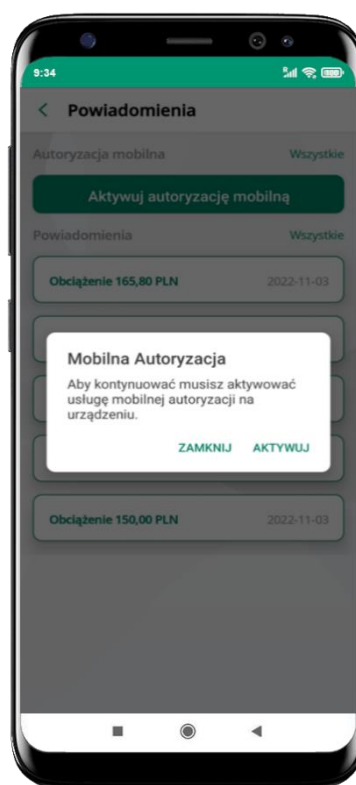 9:34
Powiadomienia
Autoryzacja mobilna Wszystkie
Aktywuj autoryzację mobilną
Powiadomienia Wszystkie
Obciążenie 165,80 PLN 2022-11-03
Mobilna Autoryzacja
Aby kontynuować musisz aktywować
usługę mobilnej autoryzacji na
urządzeniu.
ZAMKNIJ AKTYWUJ
Obciążenie 150,00 PLN 2022-11-03